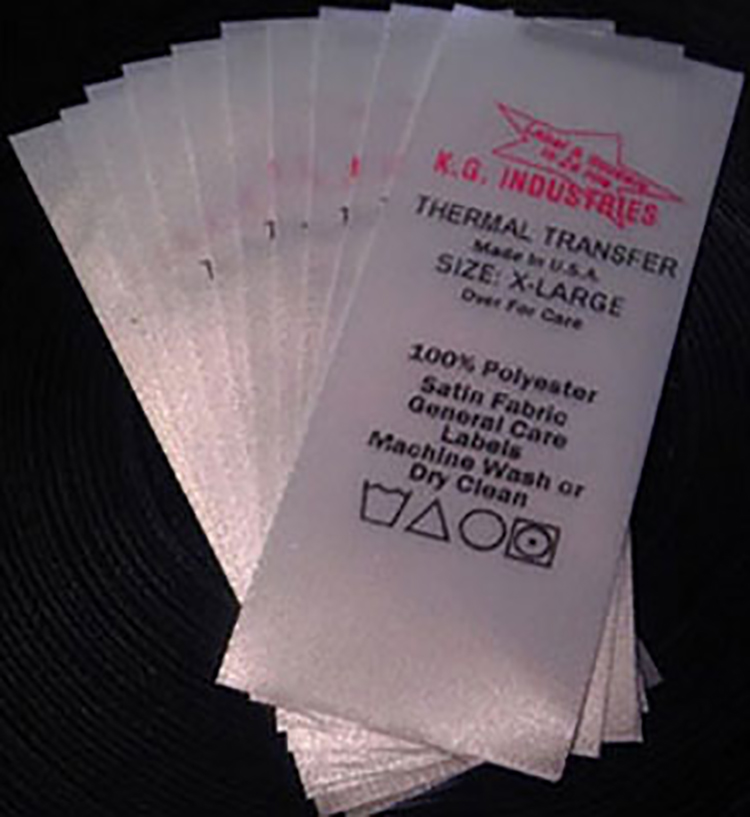 Label &
K.G. INDUSTRIES
THERMAL TRANSFER
Made In U.S.A.
SIZE: X-LARGE
Over For Care
100% Polyester
Satin Fabric
General Care
Labels
Machine Wash or
Dry Clean